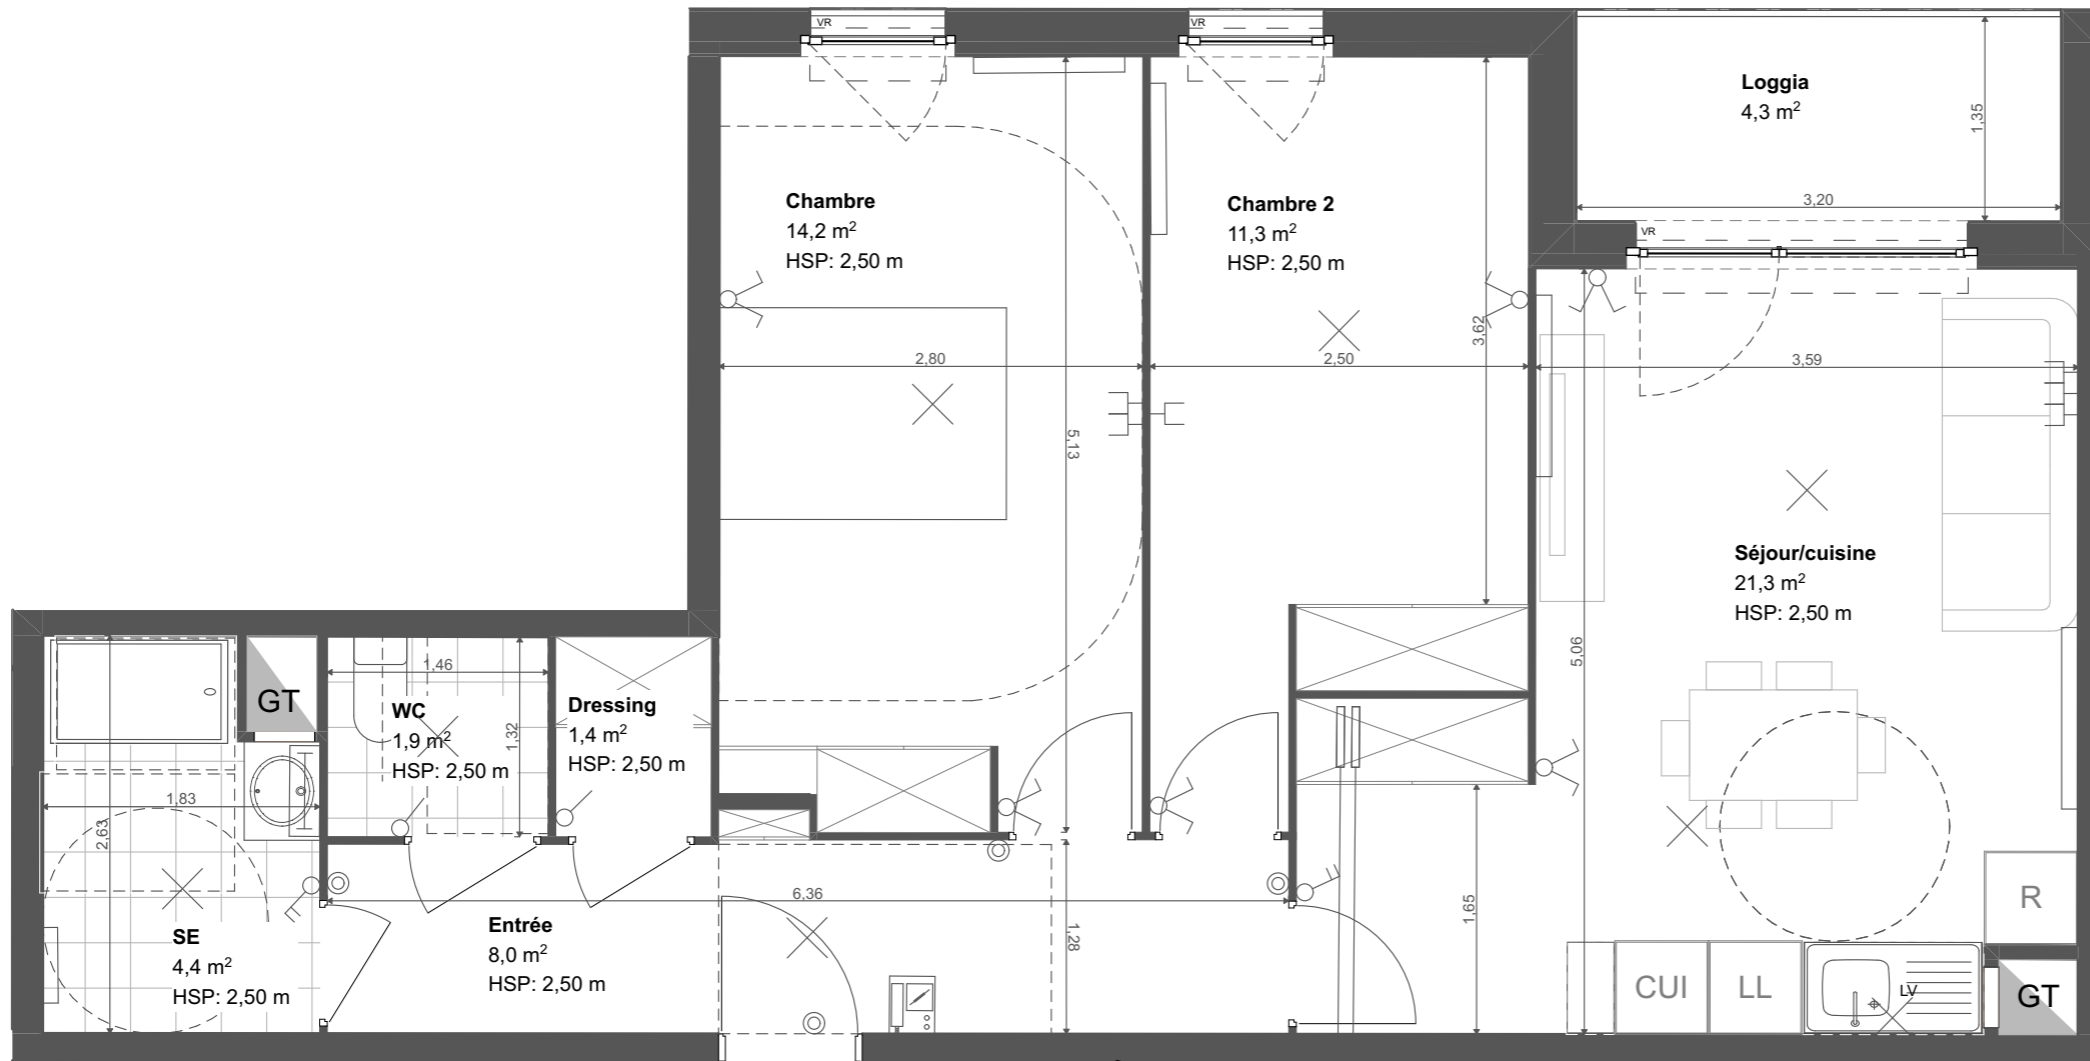 VR
VR
Loggia
4,3 m²
1,35
3,20
VR
Chambre
14,2 m²
HSP: 2,50 m
Chambre 2
11,3 m²
HSP: 2,50 m
2,80
2,50
3,62
3,59
5,13
Séjour/cuisine
21,3 m²
HSP: 2,50 m
5,06
GT
1,46
WC
1,9 m²
HSP: 2,50 m
1,32
Dressing
1,4 m²
HSP: 2,50 m
1,83
2,63
6,36
1,28
1,65
R
SE
4,4 m²
HSP: 2,50 m
Entrée
8,0 m²
HSP: 2,50 m
CUI
LL
LV
GT